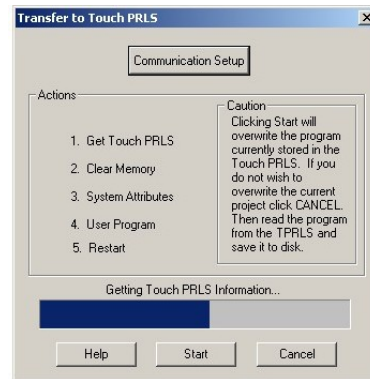 Transfer to Touch PRLS
Communication Setup
Actions
1. Get Touch PRLS
2. Clear Memory
3. System Attributes
4. User Program
5. Restart
Caution
Clicking Start will
overwrite the program
currently stored in the
Touch PRLS. If you
do not wish to
overwrite the current
project click CANCEL.
Then read the program
from the TPRLS and
save it to disk.
Getting Touch PRLS Information...
Help
Start
Cancel